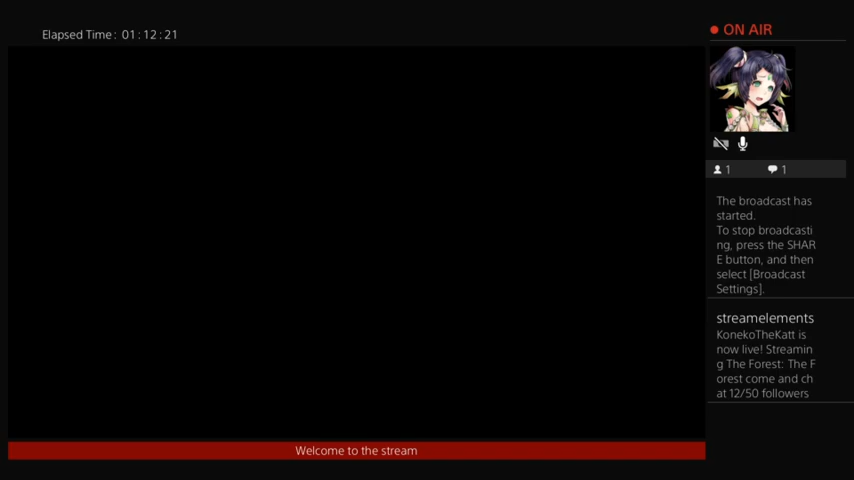 Elapsed Time: 01:12:21
ON AIR
1 1
The broadcast has
started.
To stop broadcasti
ng, press the SHAR
E button, and then
select [Broadcast
Settings].
streamelements
KonekoTheKatt is
now live! Streamin
g The Forest: The F
orest come and ch
at 12/50 followers
Welcome to the stream